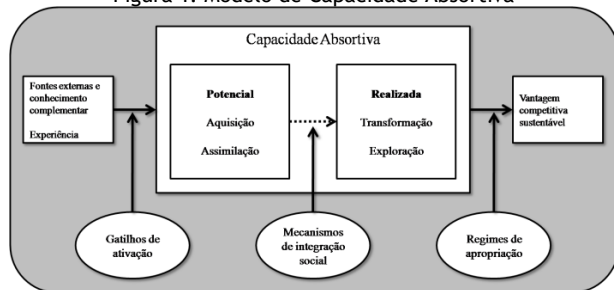 Figura 1: Modelo de Capacidade Absortiva
Capacidade Absortiva
Fontes externas e
conhecimento
complementar
Experiência
Potencial
Aquisição
Assimilação
Realizada
Transformação
Exploração
Vantagem
competitiva
sustentável
Gatilhos de
ativação
Mecanismos
de integração
social
Regimes de
apropriação